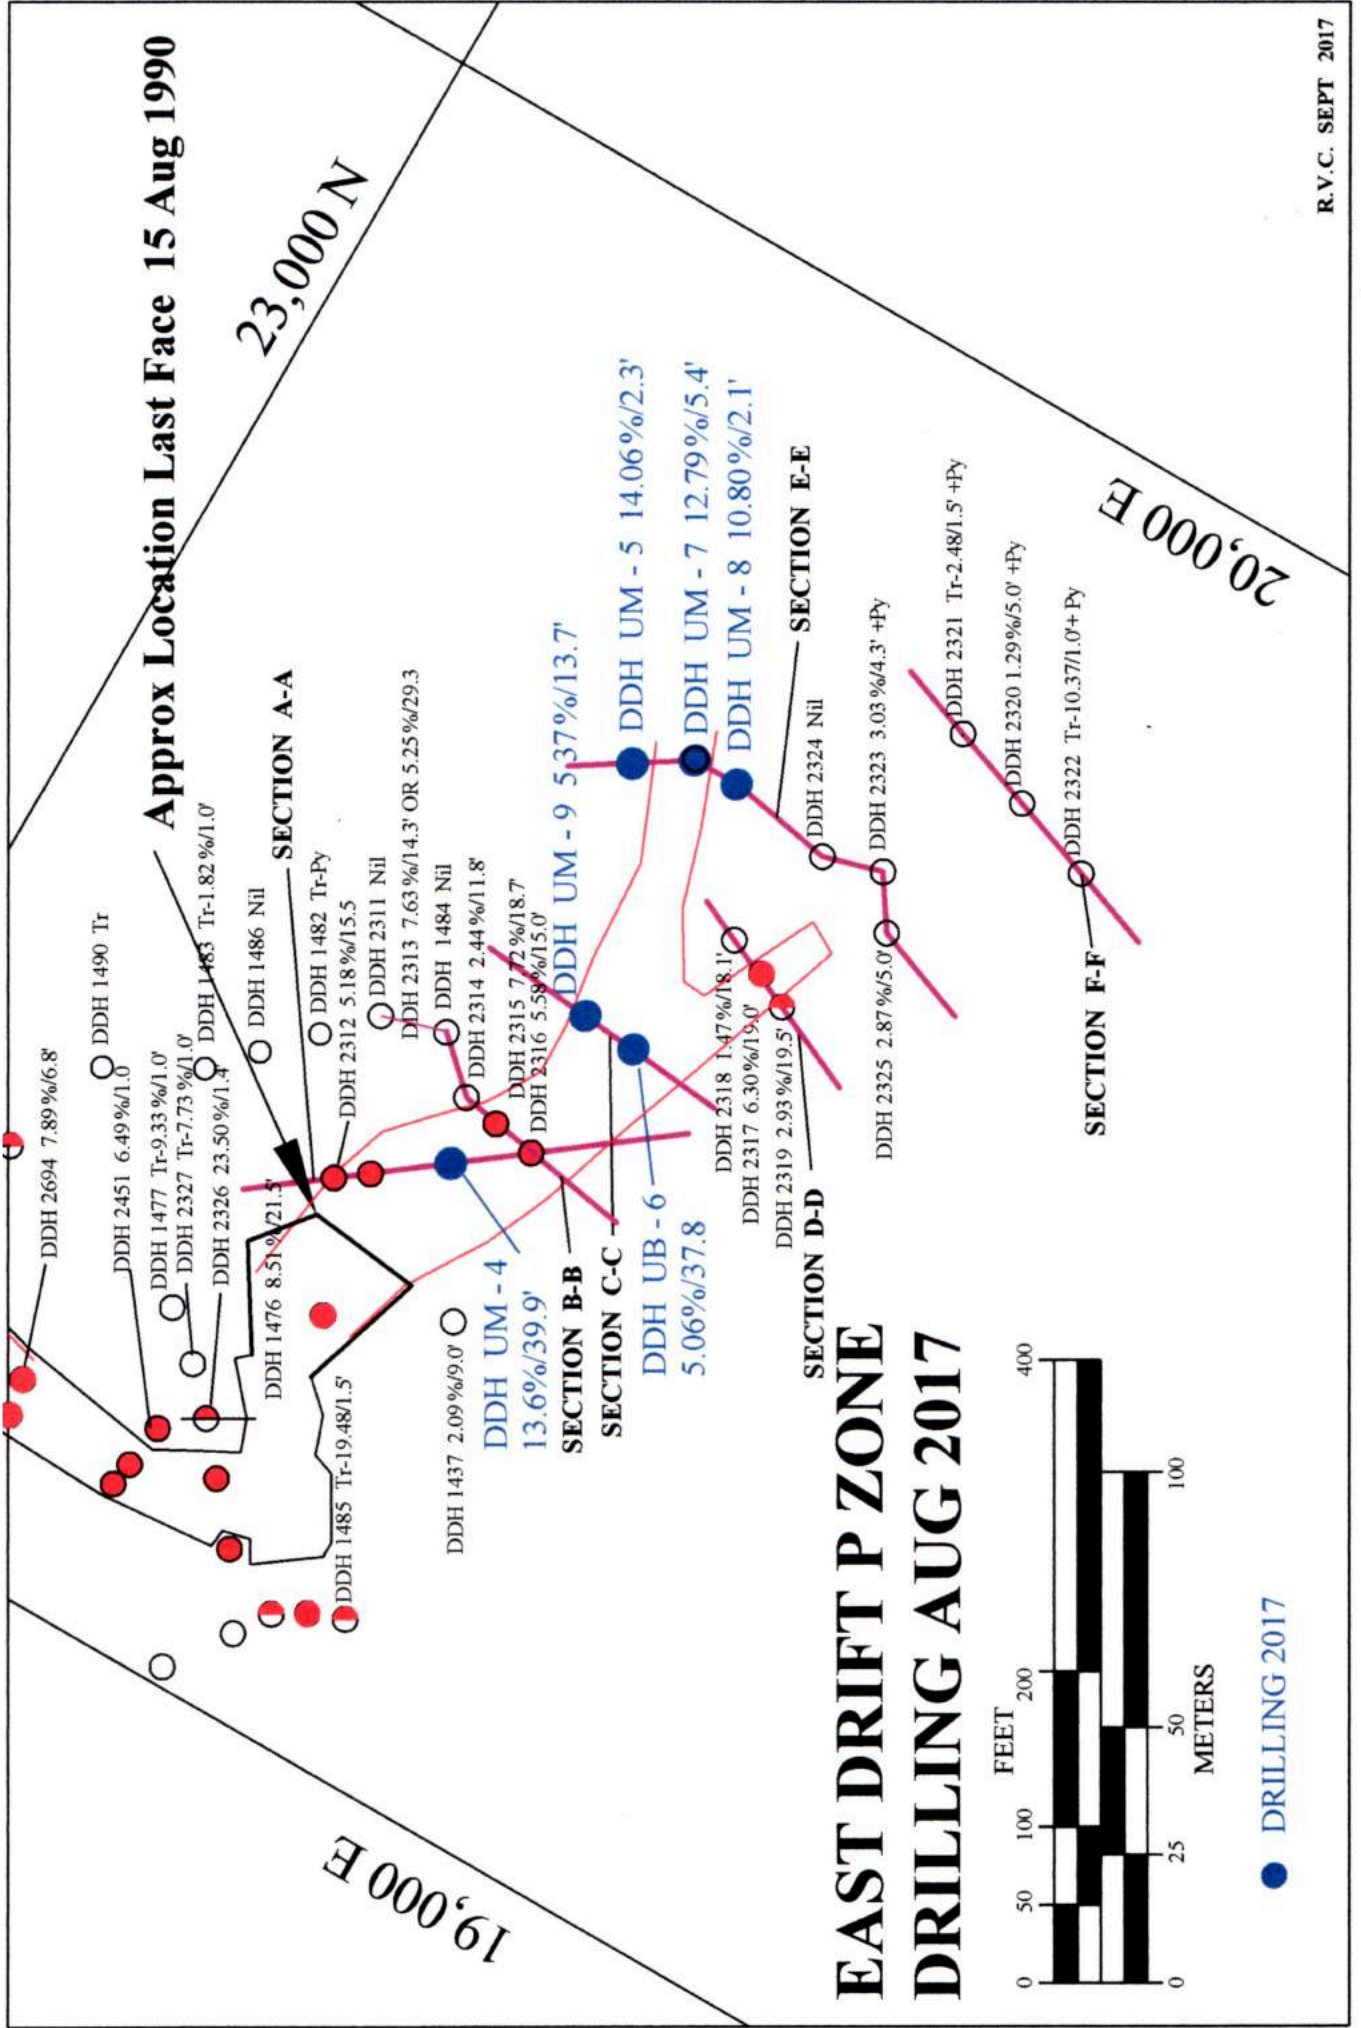 Approx Location Last Face 15 Aug 1990
23,000 N
DDH 2694 7.89%/6.8'
DDH 1490 Tr
DDH 2451 6.49%/1.0
DDH 1477 Tr-9.33%/1.0'
DDH 2327 Tr-7.73%/1.0'
DDH 1483 Tr-1.82%/1.0'
DDH 2326 23.50%/1.4'
DDH 1486 Nil
DDH 1476 8.51%/21.5'
SECTION A-A
DDH 1482 Tr-Py
DDH 2312 5.18%/15.5
DDH 1485 Tr-19.48/1.5'
DDH 2311 Nil
DDH 2313 7.63%/14.3' OR 5.25%/29.3
DDH 1484 Nil
DDH 1437 2.09%/9.0'
DDH 2314 2.44%/11.8'
DDH 2315 7.72%/18.7'
DDH 2316 5.58%/15.0'
DDH UM - 4
13.6%/39.9'
DDH UM - 9 5.37%/13.7'
SECTION B-B
SECTION C-C
DDH UB - 6
5.06%/37.8
DDH UM - 5 14.06%/2.3'
DDH UM - 7 12.79%/5.4'
DDH UM - 8 10.80%/2.1'
DDH 2318 1.47%/18.1'
DDH 2317 6.30%/19.0'
DDH 2319 2.93%/19.5'
SECTION D-D
SECTION E-E
DDH 2324 Nil
DDH 2323 3.03 %/4.3' +Py
DDH 2325 2.87%/5.0'
DDH 2321 Tr-2.48/1.5' +Py
DDH 2320 1.29%/5.0' +Py
DDH 2322 Tr-10.37/1.0'+ Py
SECTION F-F
19,000 E
20,000 E
EAST DRIFT P ZONE
DRILLING AUG 2017
FEET
0 50 100 200 400
0 25 50 100
METERS
DRILLING 2017
R.V.C. SEPT 2017